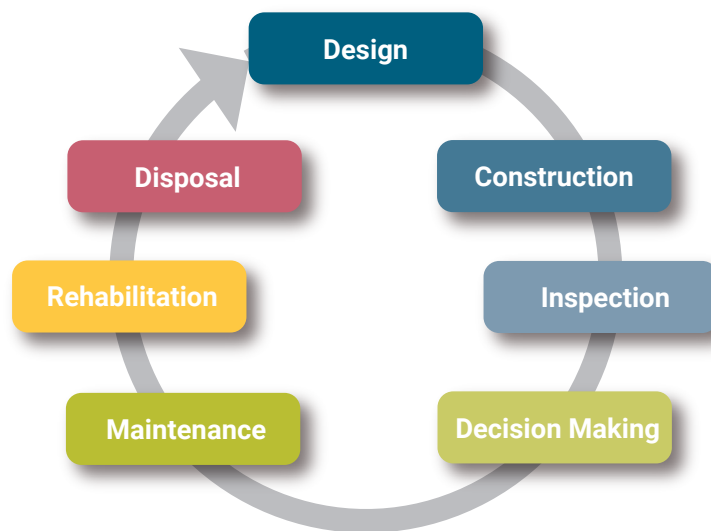 Design
Construction
Inspection
Decision Making
Maintenance
Rehabilitation
Disposal